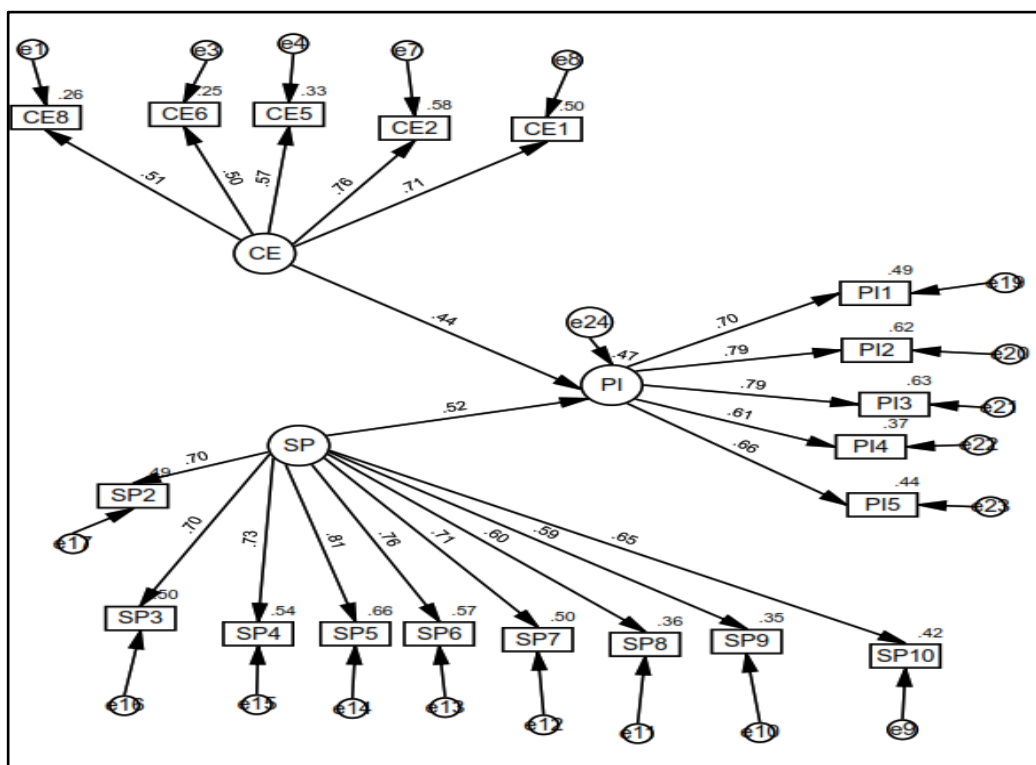 e1
e3
e4
e7
e8
.26
.25
.33
.58
.50
CE8
CE6
CE5
CE2
CE1
.51
.50
.57
.76
.71
CE
.44
e24
.47
PI
.52
SP
.70
.79
.79
.61
.66
.49
PI1
e19
.62
PI2
e20
.63
PI3
e21
.37
PI4
e22
.44
PI5
e23
.70
.49
SP2
e17
.70
.73
.81
.76
.71
.60
.59
.65
.50
SP3
.54
SP4
.66
SP5
.57
SP6
.50
SP7
.36
SP8
.35
SP9
.42
SP10
e16
e15
e14
e13
e12
e11
e10
e9